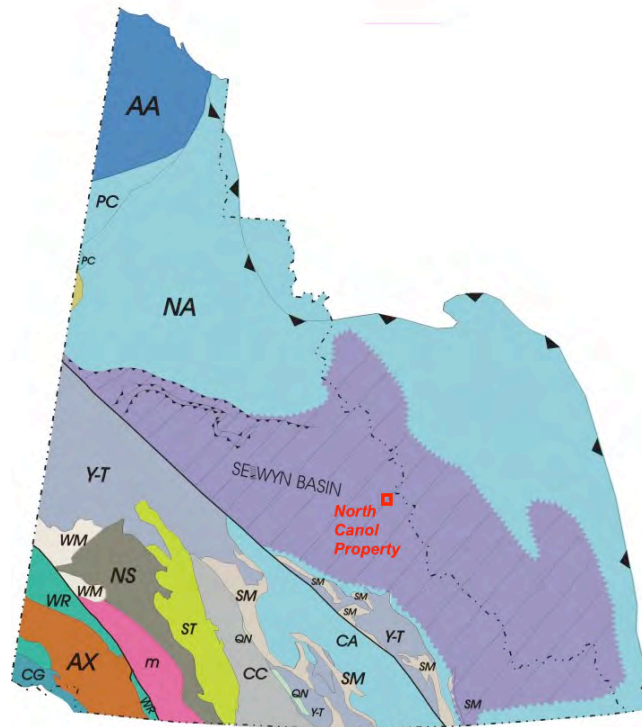 AA
PC
PC
NA
Y-T
SELWYN BASIN
North
Canol
Property
WM
NS
WM
WR
ST
SM
QN
CC
CA
SM
SM
Y-T
SM
AX
m
CG
WR
QN
SM
Y-T
SM